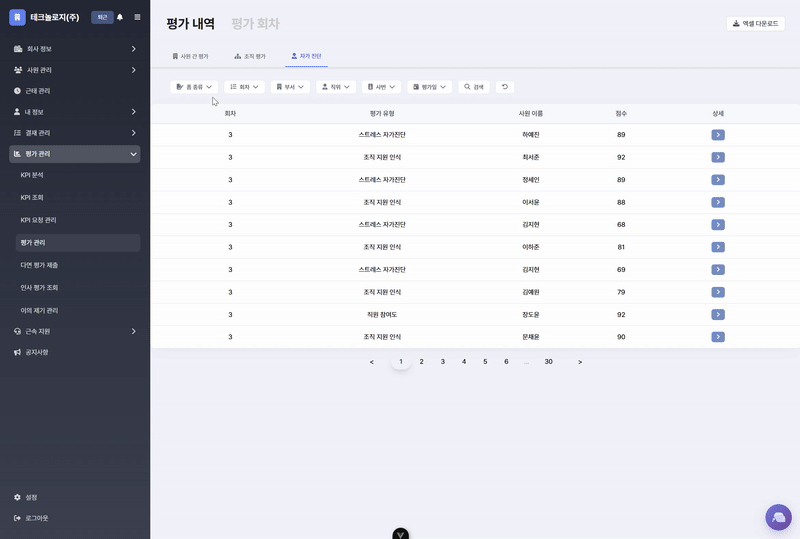 테크놀로지(주) 퇴근
회사 정보
사원 관리
근태 관리
내 정보
결재 관리
평가 관리
KPI 분석
KPI 조회
KPI 요청 관리
평가 관리
다면 평가 제출
인사 평가 조회
이의 제기 관리
근속 지원
공지사항
설정
로그아웃
평가 내역 평가 회차
엑셀 다운로드
사원 간 평가 조직 평가 자가 진단
폼 종류 회차 부서 직위 사번 평가일 검색
회차 평가 유형 사원 이름 점수 상세
3 스트레스 자가진단 하예진 89
3 조직 지원 인식 최서준 92
3 스트레스 자가진단 정세인 89
3 조직 지원 인식 이서윤 88
3 스트레스 자가진단 김지현 68
3 조직 지원 인식 이하준 81
3 스트레스 자가진단 김지현 69
3 조직 지원 인식 김예원 79
3 직원 참여도 장도윤 92
3 조직 지원 인식 문채윤 90
< 1 2 3 4 5 6 ... 30 >